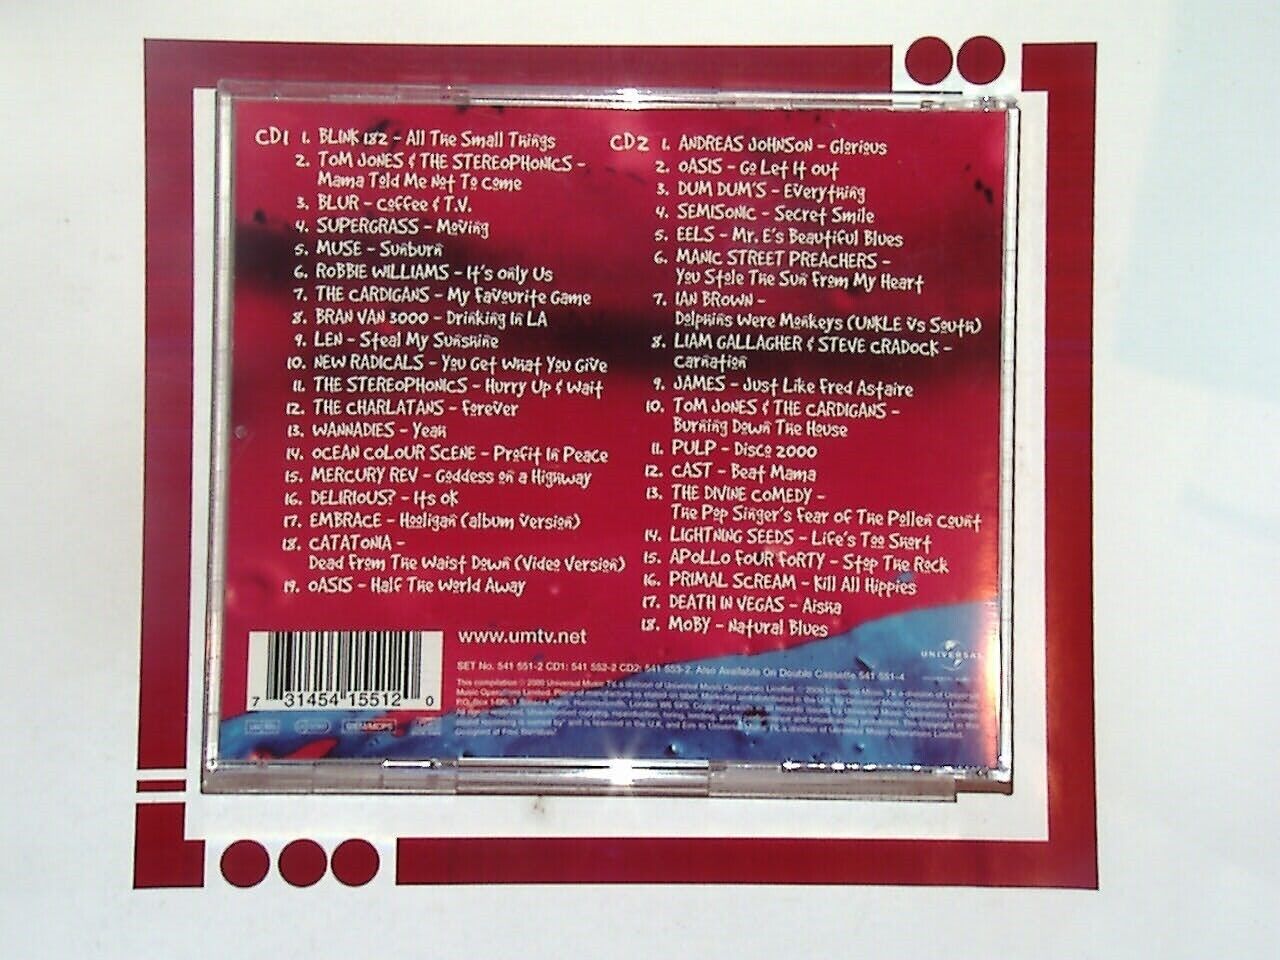 CD1 1. BLINK 182 - All The Small Things
2. TOM JONES & THE STEREOPHONICS -
Mama Told Me Not To Come
3. BLUR - Coffee & T.V.
4. SUPERGRASS - Moving
5. MUSE - Sunburn
6. ROBBIE WILLIAMS - It's Only Us
7. THE CARDIGANS - My Favourite Game
8. BRAN VAN 3000 - Drinking In LA
9. LEN - Steal My Sunshine
10. NEW RADICALS - You Get What You Give
11. THE STEREOPHONICS - Hurry Up & Wait
12. THE CHARLATANS - Forever
13. WANNADIES - Yeah
14. OCEAN COLOUR SCENE - Profit In Peace
15. MERCURY REV - Goddess on a Highway
16. DELIRIOUS? - Its OK
17. EMBRACE - Hooligan (album version)
18. CATATONIA -
Dead From The Waist Down (Video Version)
19. OASIS - Half The World Away
CD2 1. ANDREAS JOHNSON - Glorious
2. OASIS - Go Let It Out
3. DUM DUM'S - Everything
4. SEMISONIC - Secret Smile
5. EELS - Mr. E's Beautiful Blues
6. MANIC STREET PREACHERS -
You Stole The Sun From My Heart
7. IAN BROWN -
Dolphins Were Monkeys (UNKLE Vs South)
8. LIAM GALLAGHER & STEVE CRADOCK -
Carnation
9. JAMES - Just Like Fred Astaire
10. TOM JONES & THE CARDIGANS -
Burning Down The House
11. PULP - Disco 2000
12. CAST - Beat Mama
13. THE DIVINE COMEDY -
The Pop Singer's Fear Of The Pollen Count
14. LIGHTNING SEEDS - Life's Too Short
15. APOLLO FOUR FORTY - Stop The Rock
16. PRIMAL SCREAM - Kill All Hippies
17. DEATH IN VEGAS - Aisha
18. MOBY - Natural Blues
www.umtv.net
UNIVERSAL
7 31454 15512 0
SET No. 541 551-2 CD1: 541 552-2 CD2: 541 553-2. Also Available On Double Cassette 541 551-4